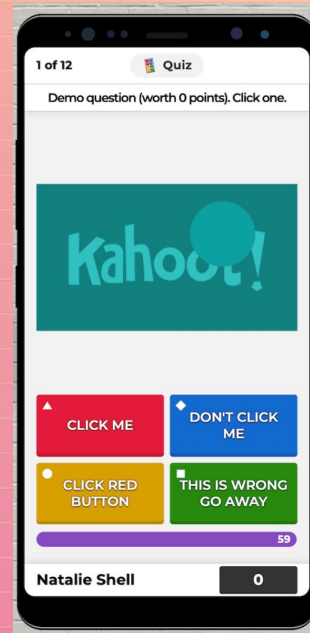 1 of 12
Quiz
Demo question (worth 0 points). Click one.
Kahoot!
CLICK ME
DON'T CLICK
ME
CLICK RED
BUTTON
THIS IS WRONG
GO AWAY
59
Natalie Shell
0